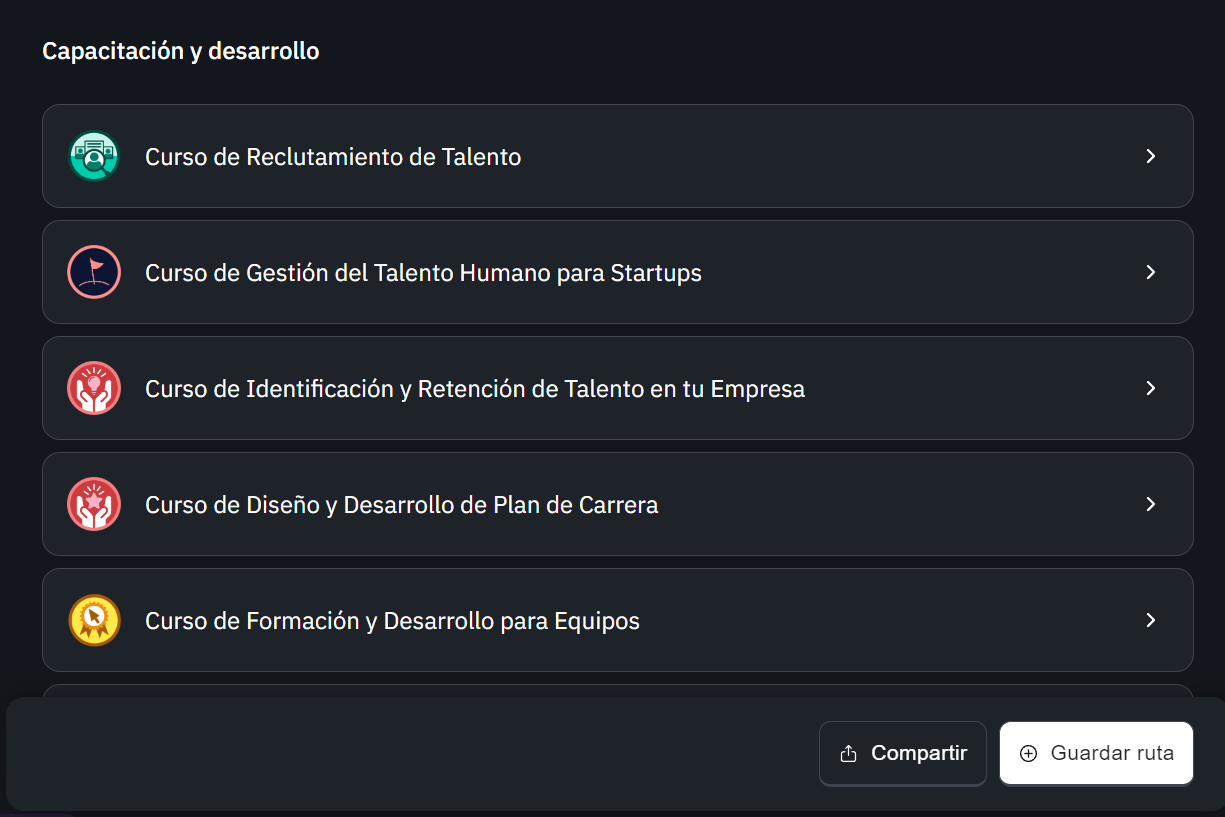 Capacitación y desarrollo
Curso de Reclutamiento de Talento
Curso de Gestión del Talento Humano para Startups
Curso de Identificación y Retención de Talento en tu Empresa
Curso de Diseño y Desarrollo de Plan de Carrera
Curso de Formación y Desarrollo para Equipos
Compartir
Guardar ruta